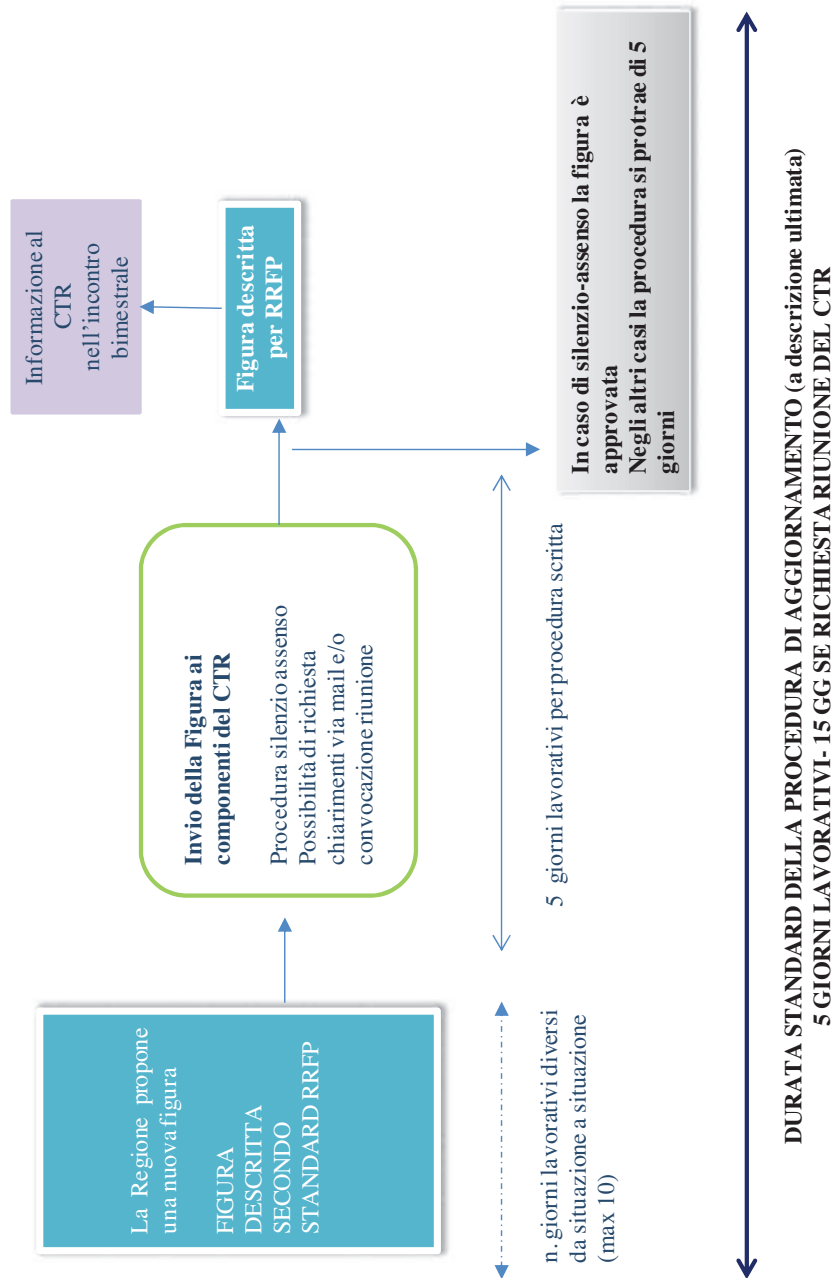 La Regione propone
una nuova figura
FIGURA
DESCRITTA
SECONDO
STANDARD RRFP
Invio della Figura ai
componenti del CTR
Procedura silenzio assenso
Possibilità di richiesta
chiarimenti via mail e/o
convocazione riunione
Figura descritta
per RRFP
Informazione al
CTR
nell'incontro
bimestrale
n. giorni lavorativi diversi
da situazione a situazione
(max 10)
5 giorni lavorativi per procedura scritta
In caso di silenzio-assenso la figura è
approvata
Negli altri casi la procedura si protrae di 5
giorni
DURATA STANDARD DELLA PROCEDURA DI AGGIORNAMENTO (a descrizione ultimata)
5 GIORNI LAVORATIVI- 15 GG SE RICHIESTA RIUNIONE DEL CTR